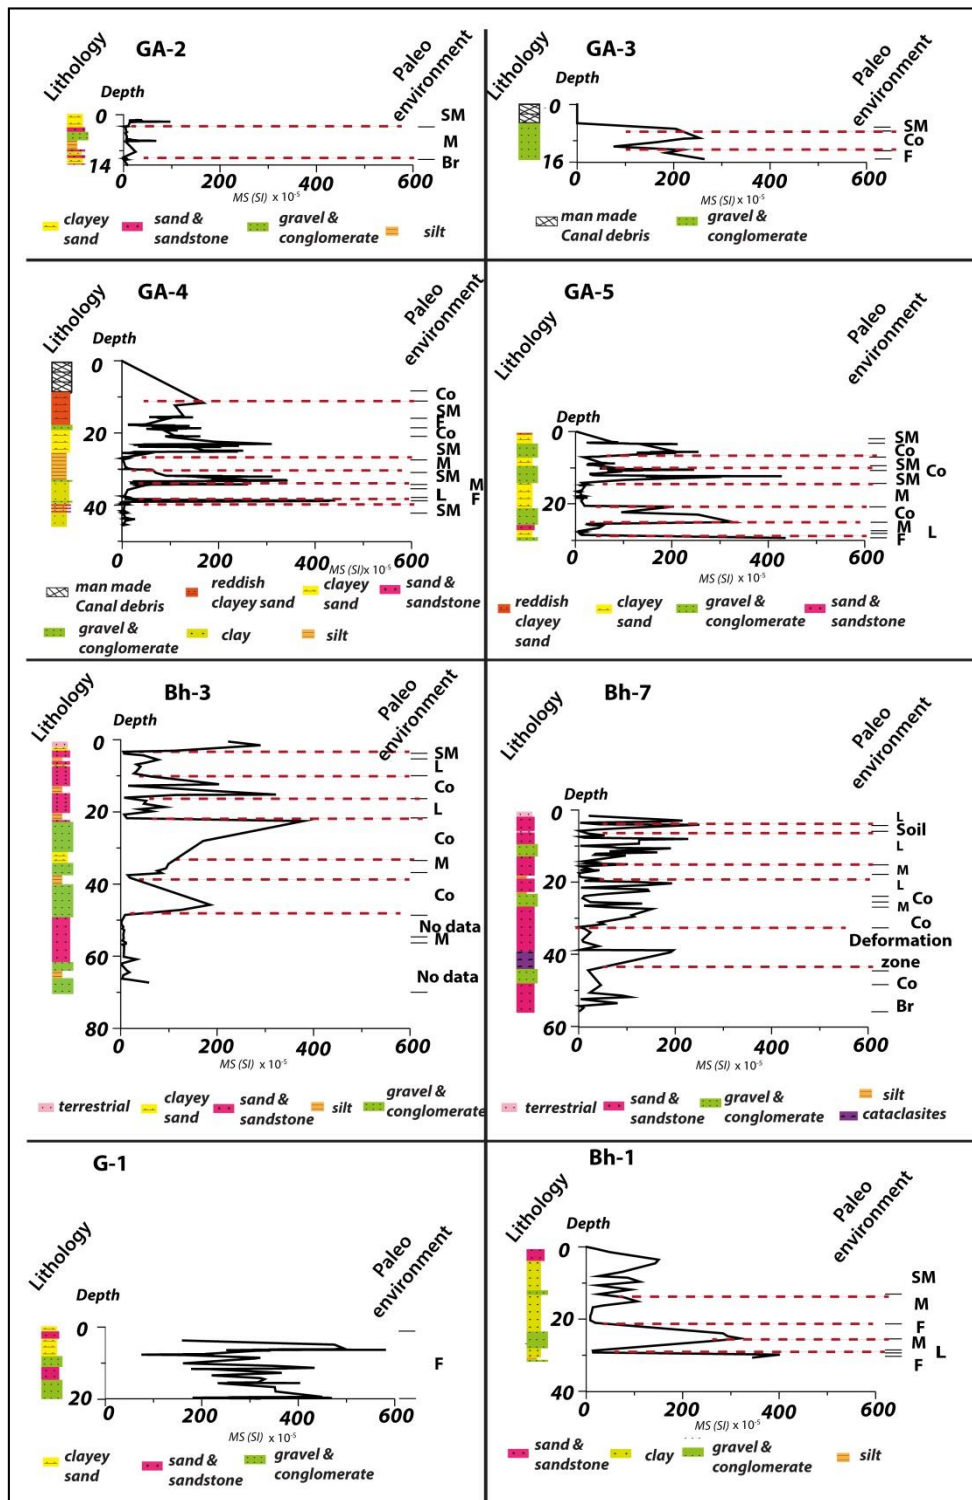 GA-2
Lithology
Depth
Paleo
environment
0
14
SM
M
Br
0 200 400 600
MS (SI) x 10-5
clayey
sand
sand &
sandstone
gravel &
conglomerate
silt
GA-3
Lithology
Depth
Paleo
environment
0
16
SM
Co
F
0 200 400 600
MS (SI) x 10-5
man made
Canal debris
gravel &
conglomerate
GA-4
Lithology
Depth
Paleo
environment
0
20
40
Co
SM
F
Co
SM
M
SM
M
L
F
SM
0 200 400 600
MS (SI) x 10-5
man made
Canal debris
reddish
clayey sand
clayey
sand
sand &
sandstone
gravel &
conglomerate
clay
silt
GA-5
Lithology
Depth
Paleo
environment
0
20
SM
Co
SM
Co
SM
M
Co
M
L
F
0 200 400 600
MS (SI) x 10-5
reddish
clayey
sand
clayey
sand
gravel &
conglomerate
sand &
sandstone
Bh-3
Lithology
Depth
Paleo
environment
0
20
40
60
80
SM
L
Co
L
Co
M
Co
No data
M
No data
0 200 400 600
MS (SI) x 10-5
terrestrial
clayey
sand
sand &
sandstone
silt
gravel &
conglomerate
Bh-7
Lithology
Depth
Paleo
environment
0
20
40
60
L
Soil
L
M
L
Co
M
Co
Deformation
zone
Co
Br
0 200 400 600
MS (SI) x 10-5
terrestrial
sand &
sandstone
gravel &
conglomerate
silt
cataclasites
G-1
Lithology
Depth
Paleo
environment
0
20
F
0 200 400 600
MS (SI) x 10-5
clayey
sand
sand &
sandstone
gravel &
conglomerate
Bh-1
Lithology
Depth
Paleo
environment
0
20
40
SM
M
F
M
L
F
0 200 400 600
MS (SI) x 10-5
sand &
sandstone
clay
gravel &
conglomerate
silt